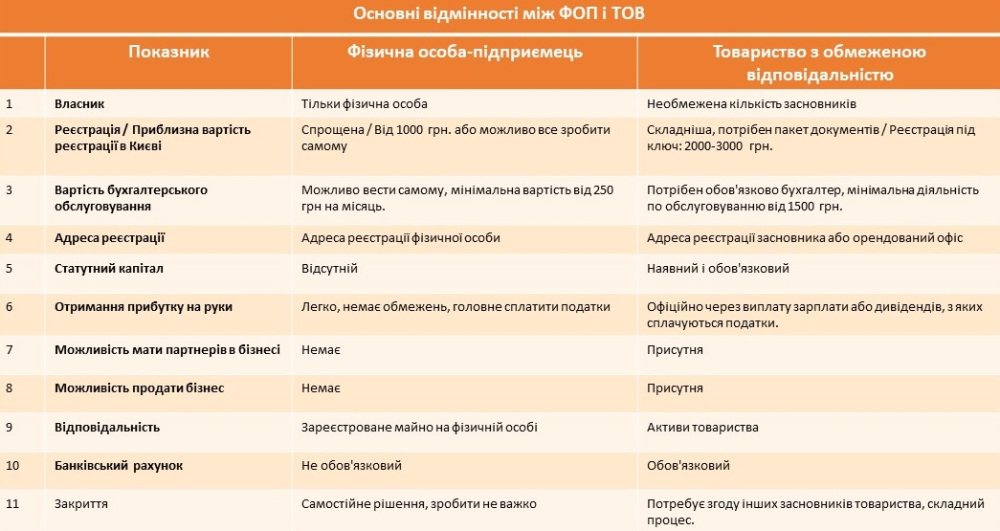 Основні відмінності між ФОП і ТОВ
Показник
Фізична особа-підприємець
Товариство з обмеженою
відповідальністю
1
Власник
Тільки фізична особа
Необмежена кількість засновників
2
Реєстрація / Приблизна вартість
реєстрації в Києві
Спрощена / Від 1000 грн. або можливо все зробити
самому
Складніша, потрібен пакет документів / Реєстрація під
ключ: 2000-3000 грн.
3
Вартість бухгалтерського
обслуговування
Можливо вести самому, мінімальна вартість від 250
грн на місяць.
Потрібен обов'язково бухгалтер, мінімальна діяльність
по обслуговуванню від 1500 грн.
4
Адреса реєстрації
Адреса реєстрації фізичної особи
Адреса реєстрації засновника або орендований офіс
5
Статутний капітал
Відсутній
Наявний і обов'язковий
6
Отримання прибутку на руки
Легко, немає обмежень, головне сплатити податки
Офіційно через виплату зарплати або дивідендів, з яких
сплачуються податки.
7
Можливість мати партнерів в бізнесі
Немає
Присутня
8
Можливість продати бізнес
Немає
Присутня
9
Відповідальність
Зареєстроване майно на фізичній особі
Активи товариства
10
Банківський рахунок
Не обов'язковий
Обов'язковий
11
Закриття
Самостійне рішення, зробити не важко
Потребує згоду інших засновників товариства, складний
процес.